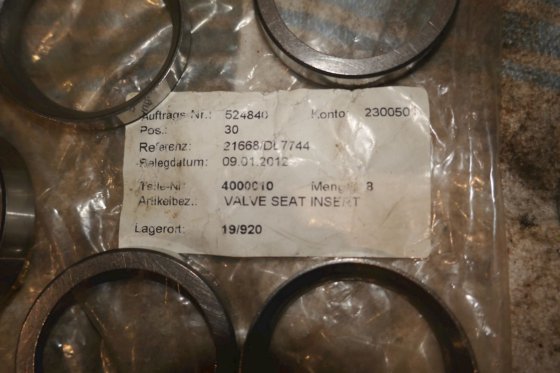 Auftrags-Nr.: 524840 Konto: 2300501
Pos.: 30
Referenz: 21668/DL7744
Belegdatum: 09.01.2012
Teile-Nr. 4000010 Menge: 8
Artikelbez.: VALVE SEAT INSERT
Lagerort: 19/920